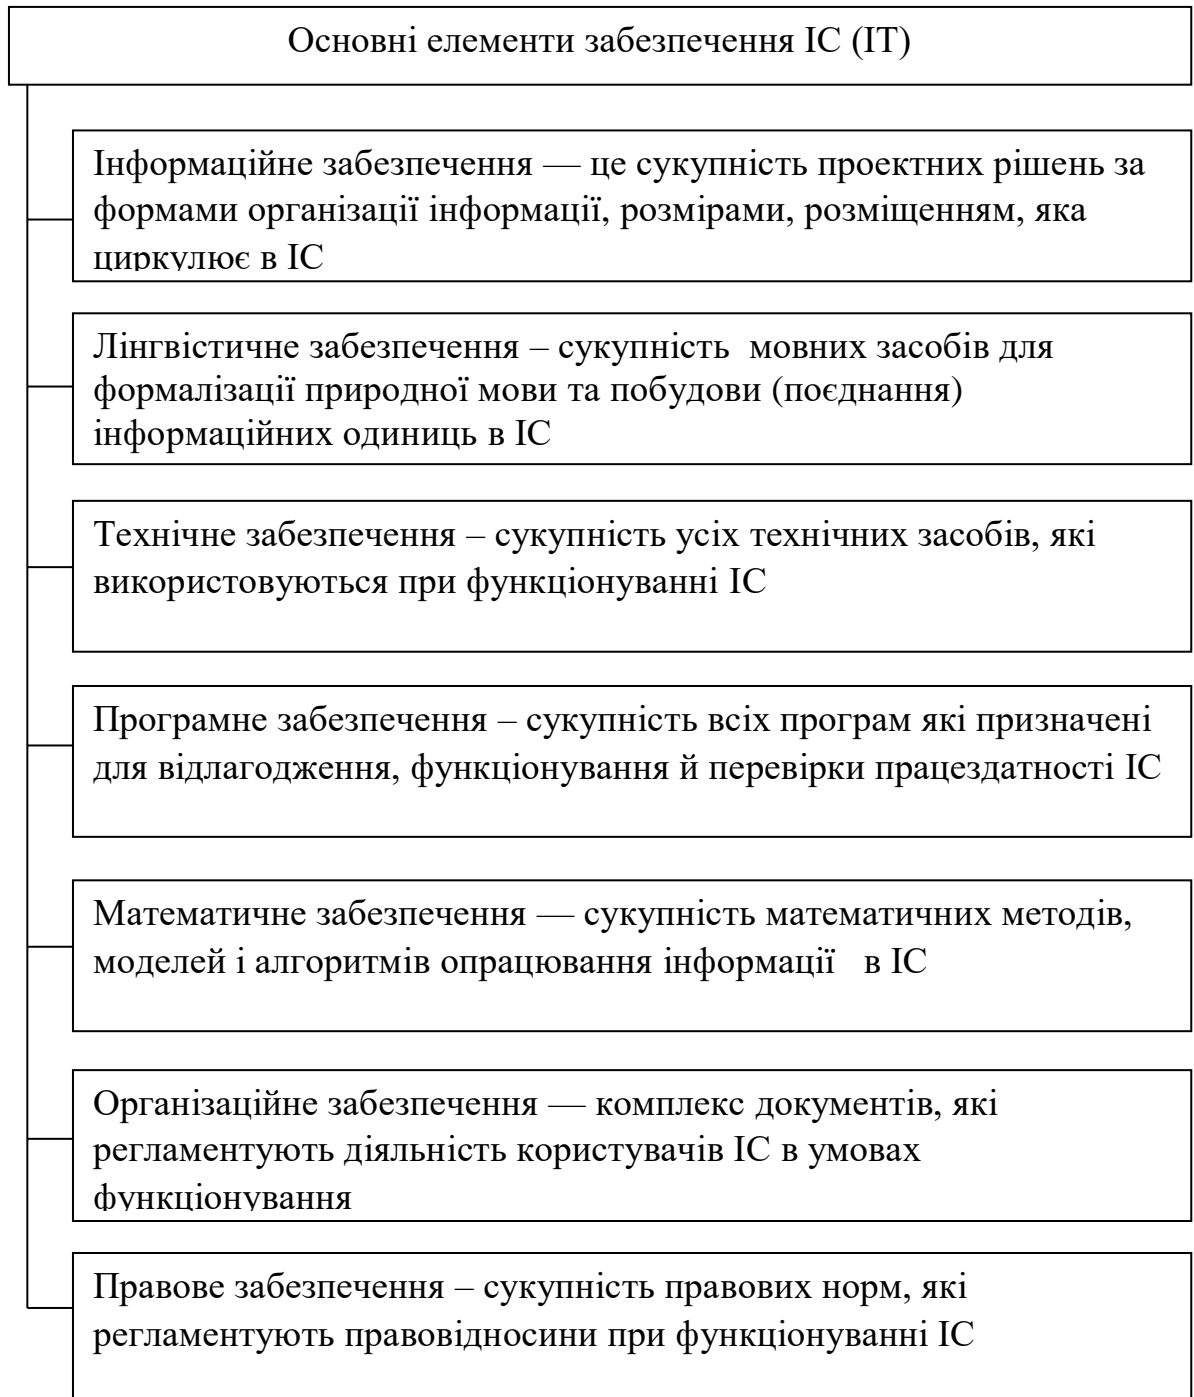 Основні елементи забезпечення ІС (ІТ)
Інформаційне забезпечення — це сукупність проектних рішень за
формами організації інформації, розмірами, розміщенням, яка
циркулює в ІС
Лінгвістичне забезпечення – сукупність мовних засобів для
формалізації природної мови та побудови (поєднання)
інформаційних одиниць в ІС
Технічне забезпечення – сукупність усіх технічних засобів, які
використовуються при функціонуванні ІС
Програмне забезпечення – сукупність всіх програм які призначені
для відлагодження, функціонування й перевірки працездатності ІС
Математичне забезпечення — сукупність математичних методів,
моделей і алгоритмів опрацювання інформації в ІС
Організаційне забезпечення — комплекс документів, які
регламентують діяльність користувачів ІС в умовах
функціонування
Правове забезпечення – сукупність правових норм, які
регламентують правовідносини при функціонуванні ІС